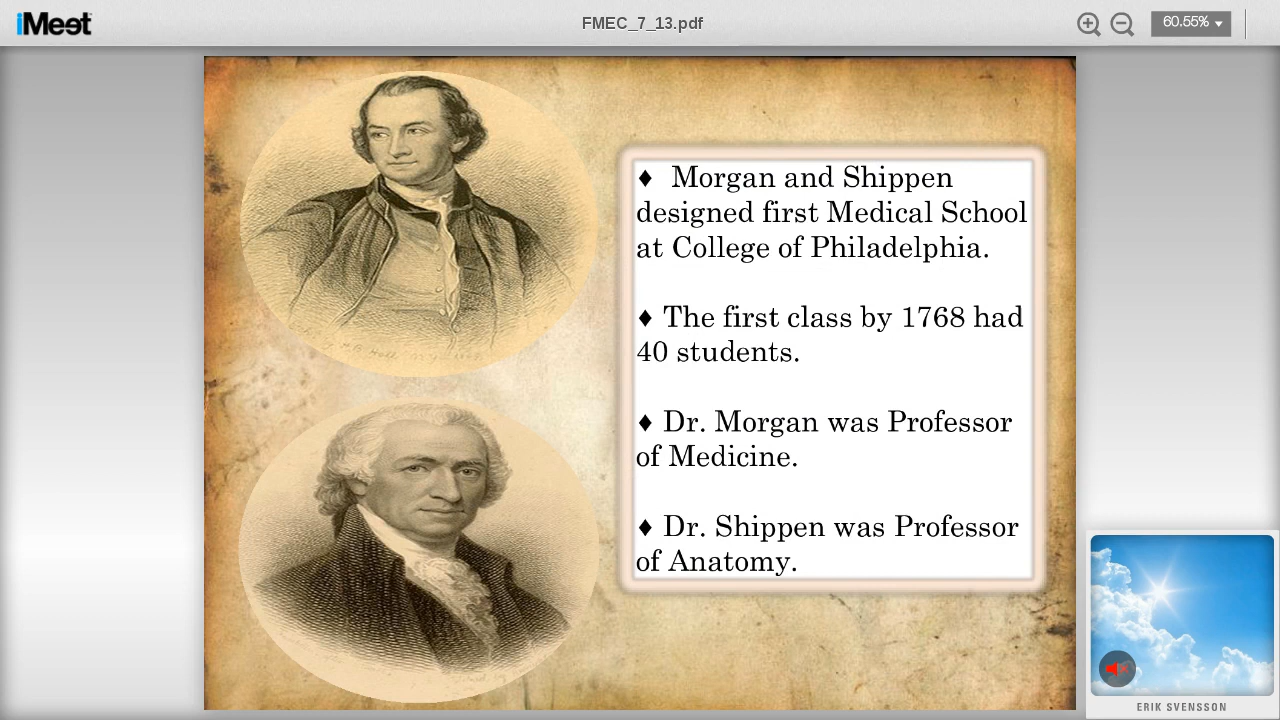 iMeet
FMEC_7_13.pdf
60.55%
♦ Morgan and Shippen
designed first Medical School
at College of Philadelphia.
♦ The first class by 1768 had
40 students.
♦ Dr. Morgan was Professor
of Medicine.
♦ Dr. Shippen was Professor
of Anatomy.
ERIK SVENSSON